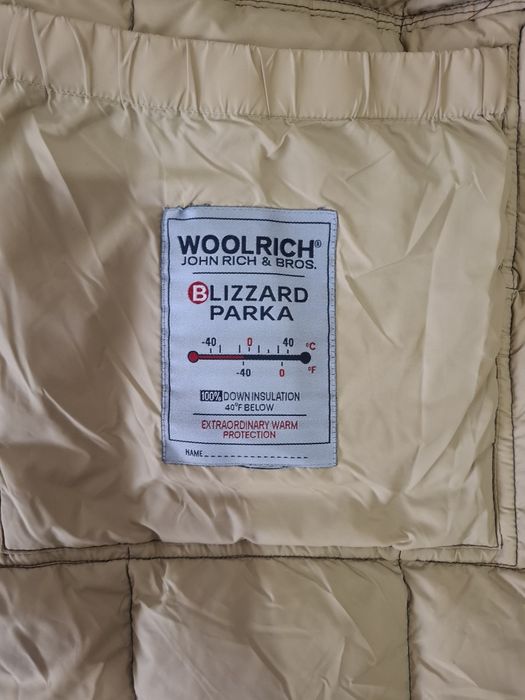 WOOLRICH®
JOHN RICH & BROS.
BLIZZARD
PARKA
-40 0 40 °C
-40 0 °F
100% DOWN INSULATION
40°F BELOW
EXTRAORDINARY WARM
PROTECTION
NAME